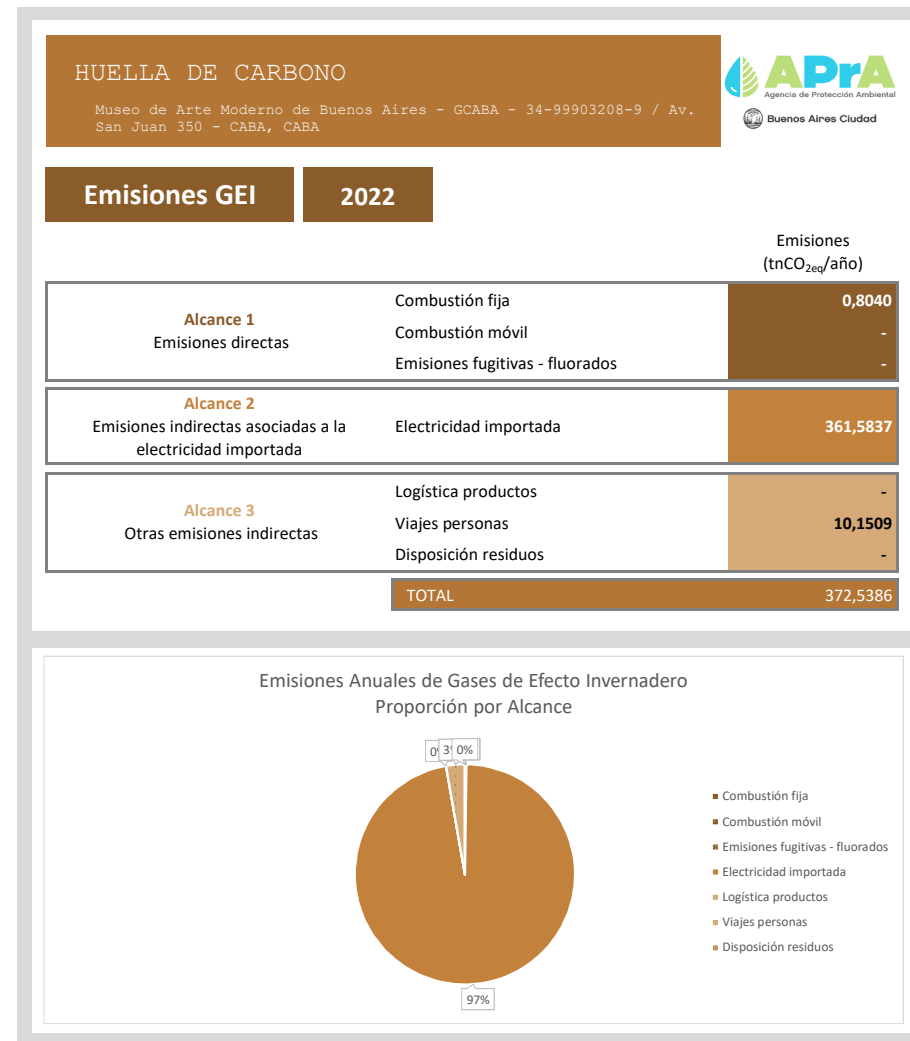 HUELLA DE CARBONO
Museo de Arte Moderno de Buenos Aires - GCABA - 34-99903208-9 / Av.
San Juan 350 - CABA, CABA
APrA
Agencia de Protección Ambiental
Buenos Aires Ciudad
Emisiones GEI
2022
Emisiones
(tnCO2eq/año)
Alcance 1
Emisiones directas
Combustión fija 0,8040
Combustión móvil -
Emisiones fugitivas - fluorados -
Alcance 2
Emisiones indirectas asociadas a la
electricidad importada
Electricidad importada 361,5837
Alcance 3
Otras emisiones indirectas
Logística productos -
Viajes personas 10,1509
Disposición residuos -
TOTAL 372,5386
Emisiones Anuales de Gases de Efecto Invernadero
Proporción por Alcance
3% 0%
97%
Combustión fija
Combustión móvil
Emisiones fugitivas - fluorados
Electricidad importada
Logística productos
Viajes personas
Disposición residuos